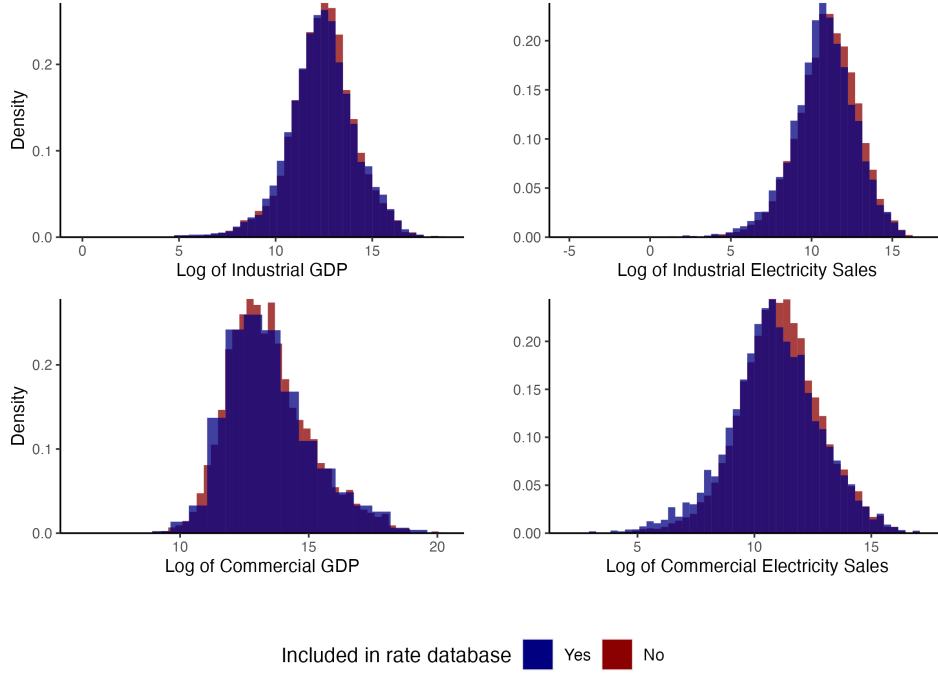 Density
0.2
0.1
0.0
0 5 10 15
Log of Industrial GDP
0.20
0.15
0.10
0.05
0.00
-5 0 5 10 15
Log of Industrial Electricity Sales
Density
0.2
0.1
0.0
10 15 20
Log of Commercial GDP
0.20
0.15
0.10
0.05
0.00
5 10 15
Log of Commercial Electricity Sales
Included in rate database Yes No